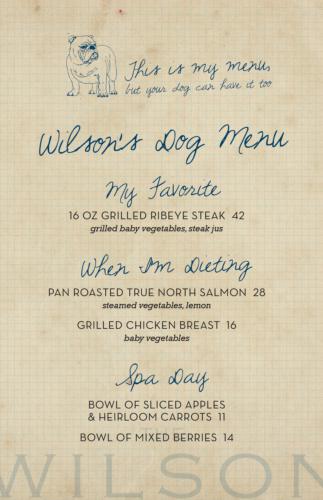 This is my menu,
but your dog can have it too
Wilson's Dog Menu
My Favorite
16 OZ GRILLED RIBEYE STEAK 42
grilled baby vegetables, steak jus
When I'm Dieting
PAN ROASTED TRUE NORTH SALMON 28
steamed vegetables, lemon
GRILLED CHICKEN BREAST 16
baby vegetables
Spa Day
BOWL OF SLICED APPLES
& HEIRLOOM CARROTS 11
BOWL OF MIXED BERRIES 14
THE
WILSON